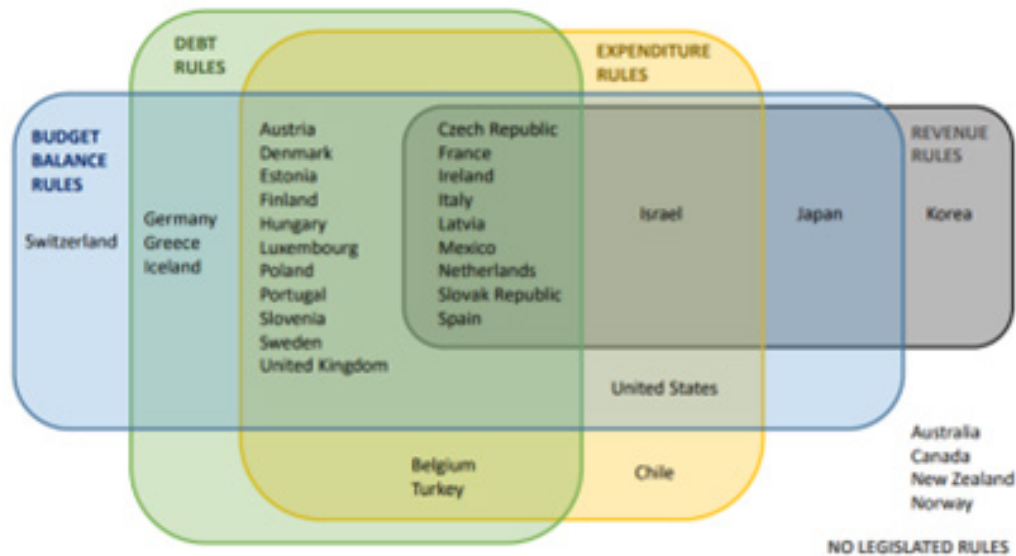 DEBT
RULES
EXPENDITURE
RULES
BUDGET
BALANCE
RULES
Switzerland
Germany
Greece
Iceland
Austria
Denmark
Estonia
Finland
Hungary
Luxembourg
Poland
Portugal
Slovenia
Sweden
United Kingdom
Czech Republic
France
Ireland
Italy
Latvia
Mexico
Netherlands
Slovak Republic
Spain
Israel
Japan
REVENUE
RULES
Korea
United States
Belgium
Turkey
Chile
Australia
Canada
New Zealand
Norway
NO LEGISLATED RULES